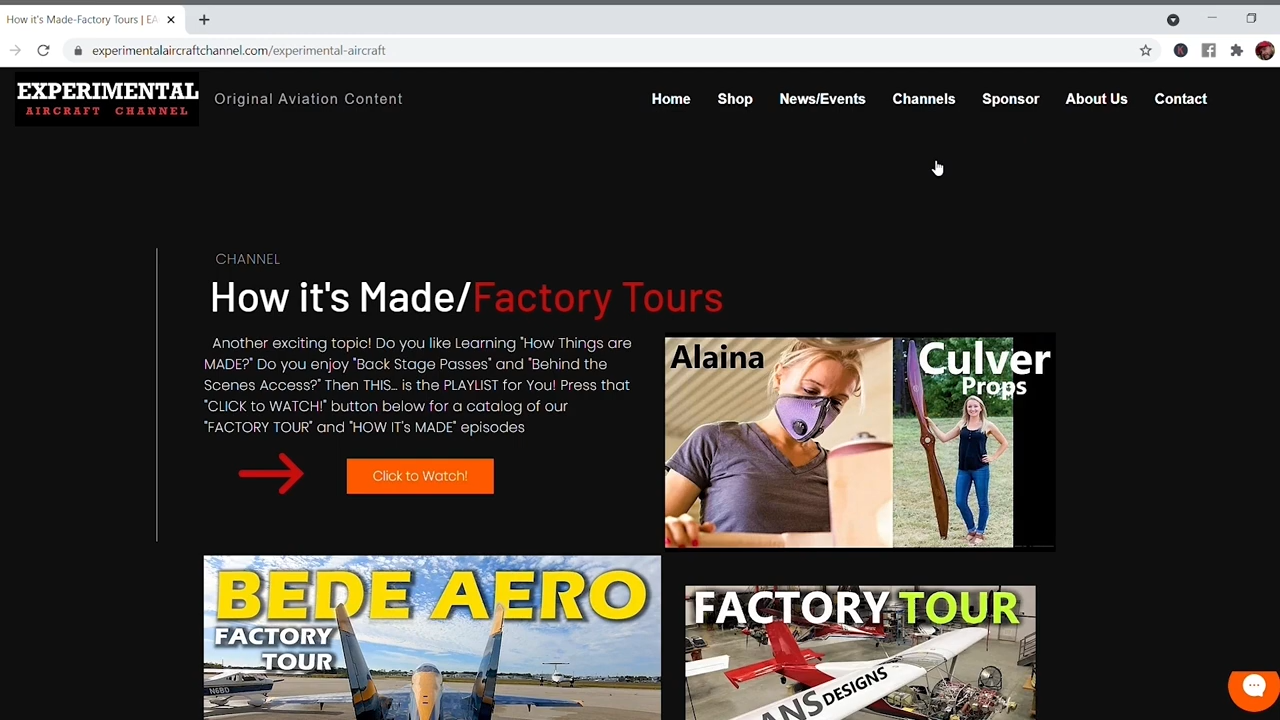 How it's Made-Factory Tours | EA
experimentalaircraftchannel.com/experimental-aircraft
EXPERIMENTAL
AIRCRAFT CHANNEL
Original Aviation Content
Home Shop News/Events Channels Sponsor About Us Contact
CHANNEL
How it's Made/Factory Tours
Another exciting topic! Do you like Learning "How Things are
MADE?" Do you enjoy "Back Stage Passes" and "Behind the
Scenes Access?" Then THIS... is the PLAYLIST for You! Press that
"CLICK to WATCH!" button below for a catalog of our
"FACTORY TOUR" and "HOW IT's MADE" episodes
Click to Watch!
Alaina
Culver
Props
BEDE AERO
FACTORY
TOUR
N6BD
FACTORY TOUR
ANS DESIGNS